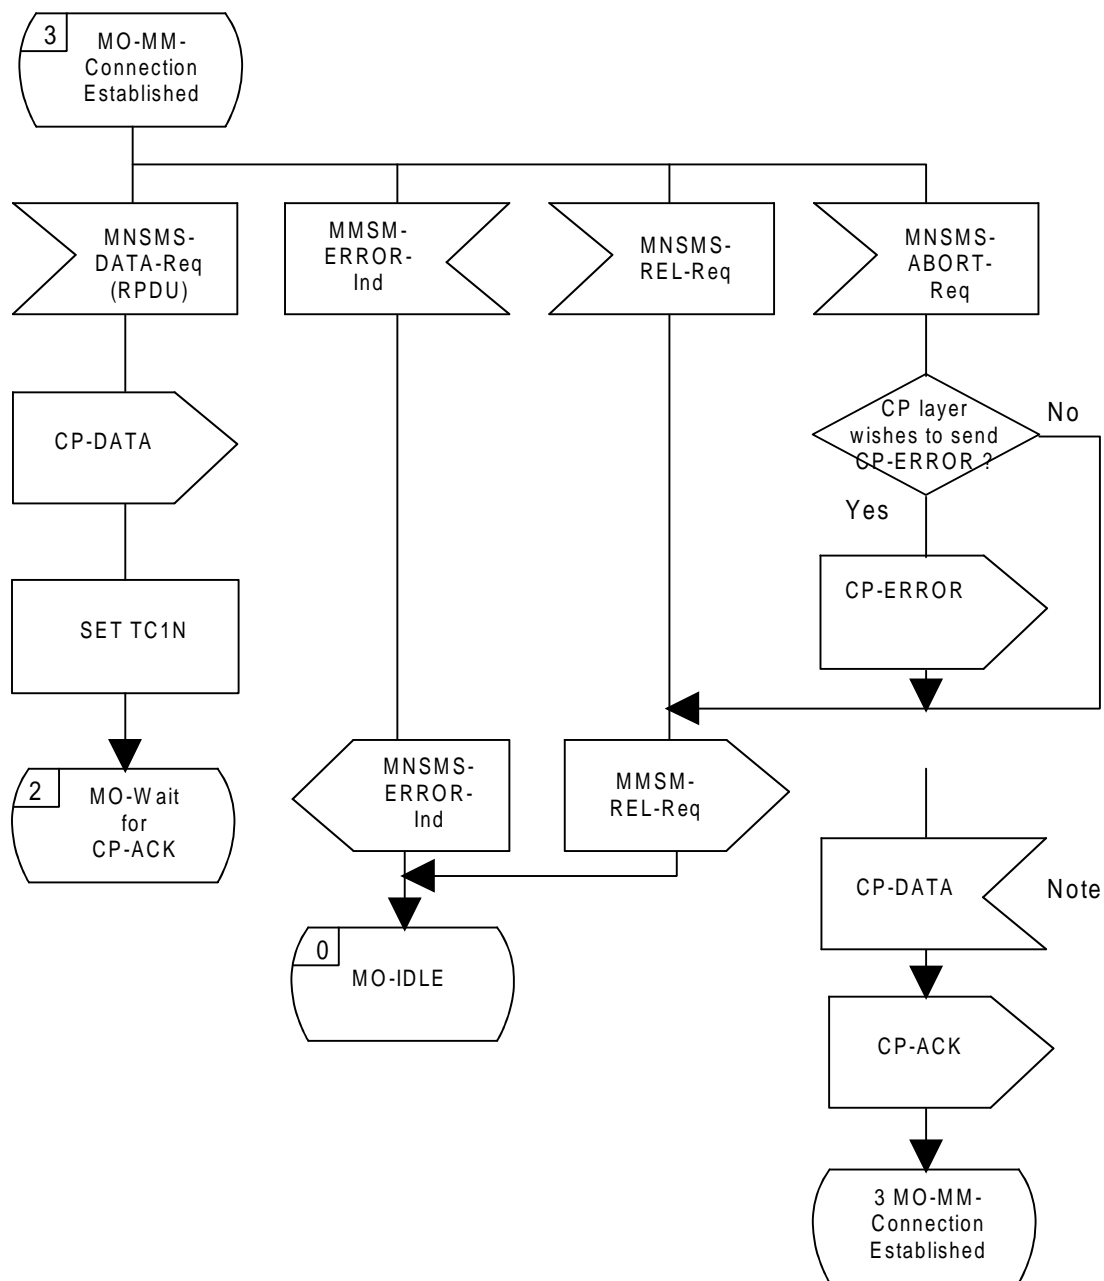 3
MO-MM-
Connection
Established
MNSMS-
DATA-Req
(RPDU)
MMSM-
ERROR-
Ind
MNSMS-
REL-Req
MNSMS-
ABORT-
Req
CP-DATA
CP layer
wishes to send
CP-ERROR ?
No
Yes
CP-ERROR
SET TC1N
2
MO-Wait
for
CP-ACK
MNSMS-
ERROR-
Ind
MMSM-
REL-Req
CP-DATA
Note
0
MO-IDLE
CP-ACK
3 MO-MM-
Connection
Established